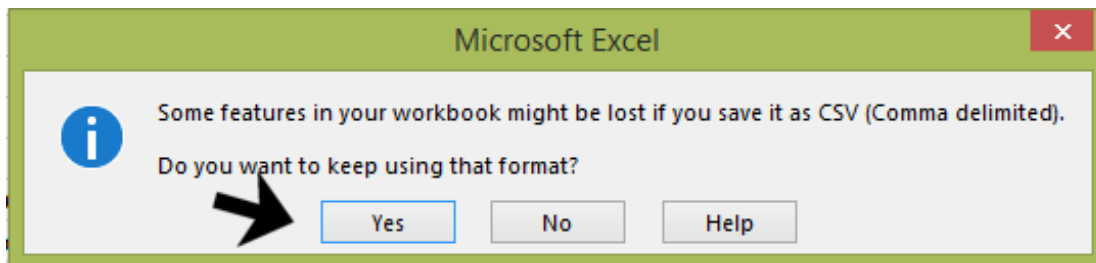 Microsoft Excel
Some features in your workbook might be lost if you save it as CSV (Comma delimited).
Do you want to keep using that format?
Yes No Help